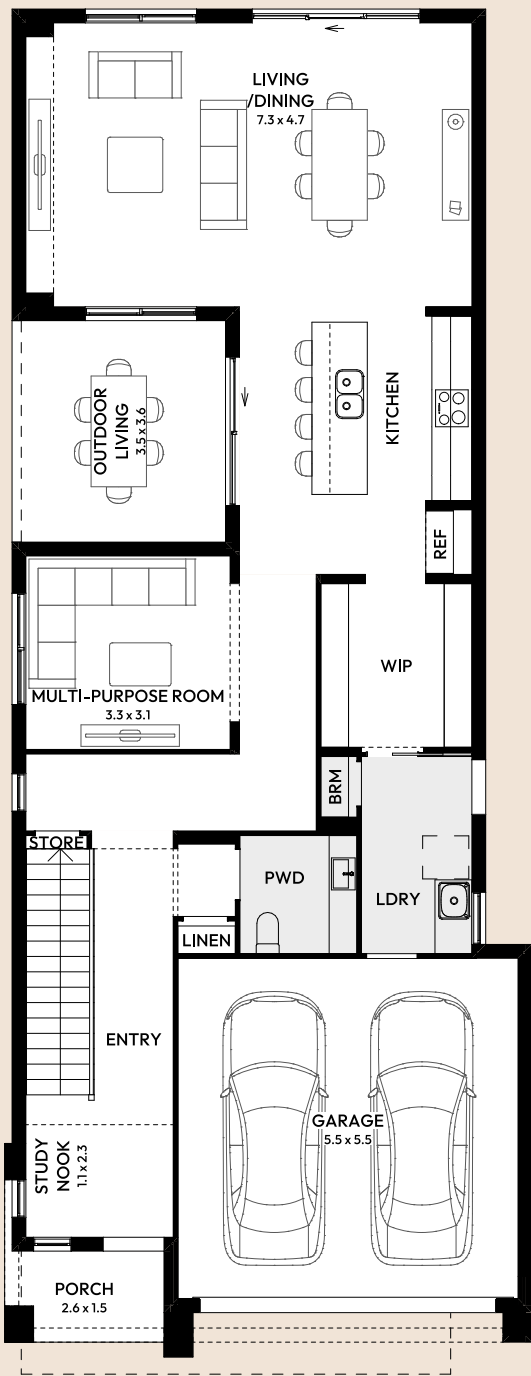 LIVING
/DINING
7.3 x 4.7
KITCHEN
OUTDOOR
LIVING
3.5 x 3.6
REF
WIP
MULTI-PURPOSE ROOM
3.3 x 3.1
BRM
STORE
PWD
LDRY
LINEN
ENTRY
GARAGE
5.5 x 5.5
STUDY
NOOK
1.1 x 2.3
PORCH
2.6 x 1.5